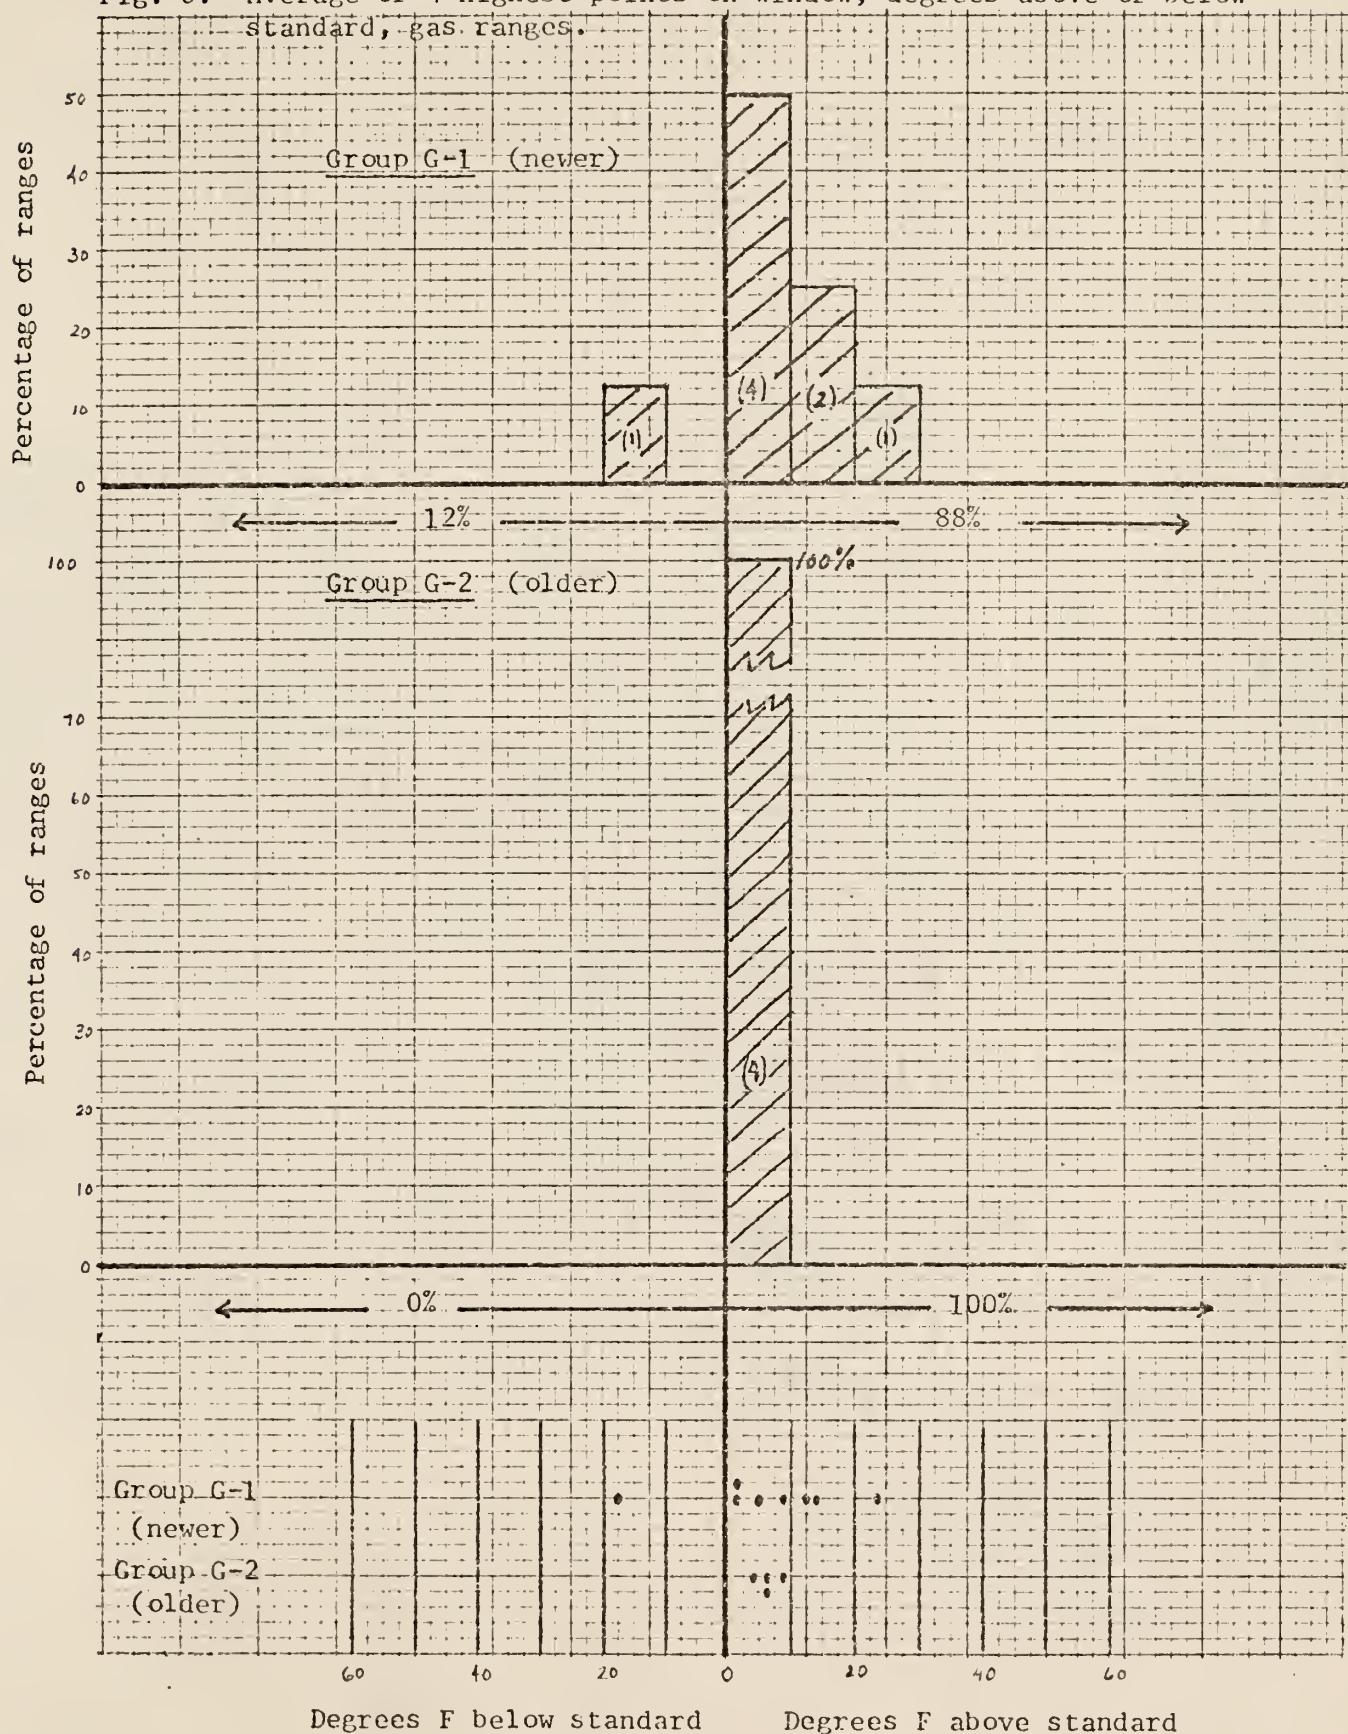 standard, gas ranges.
Percentage of ranges
50
40
30
20
10
0
Group G-1 (newer)
(1)
(4)
(2)
(1)
12% 88%
Percentage of ranges
100
70
60
50
40
30
20
10
0
Group G-2 (older)
100%
(4)
0% 100%
Group G-1
(newer)
Group G-2
(older)
60 40 20 0 20 40 60
Degrees F below standard Degrees F above standard